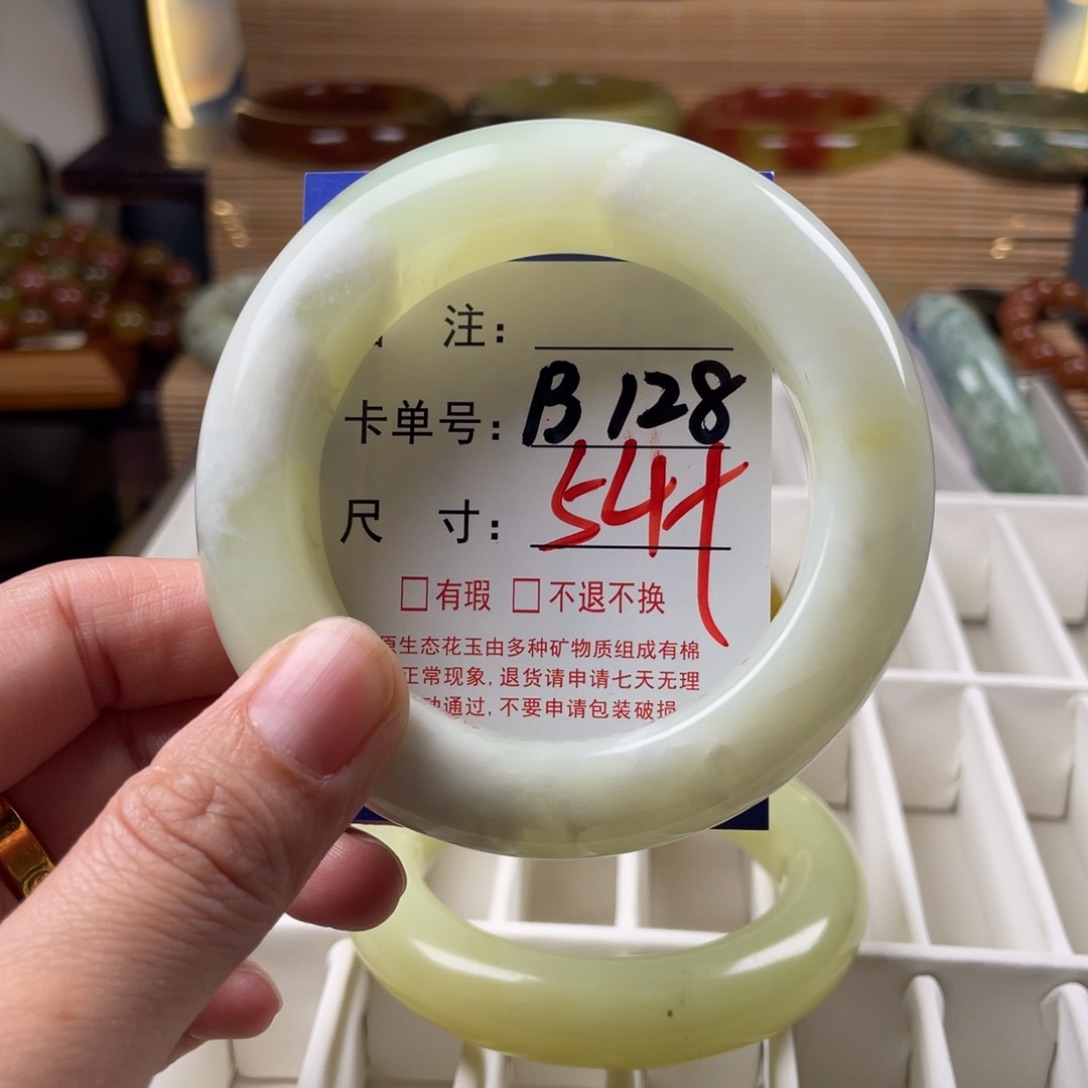 注：
卡单号：B 128
尺 寸：54+
□有瑕 □不退不换
原生态花玉由多种矿物质组成有棉
正常现象，退货请申请七天无理
动通过，不要申请包装破损